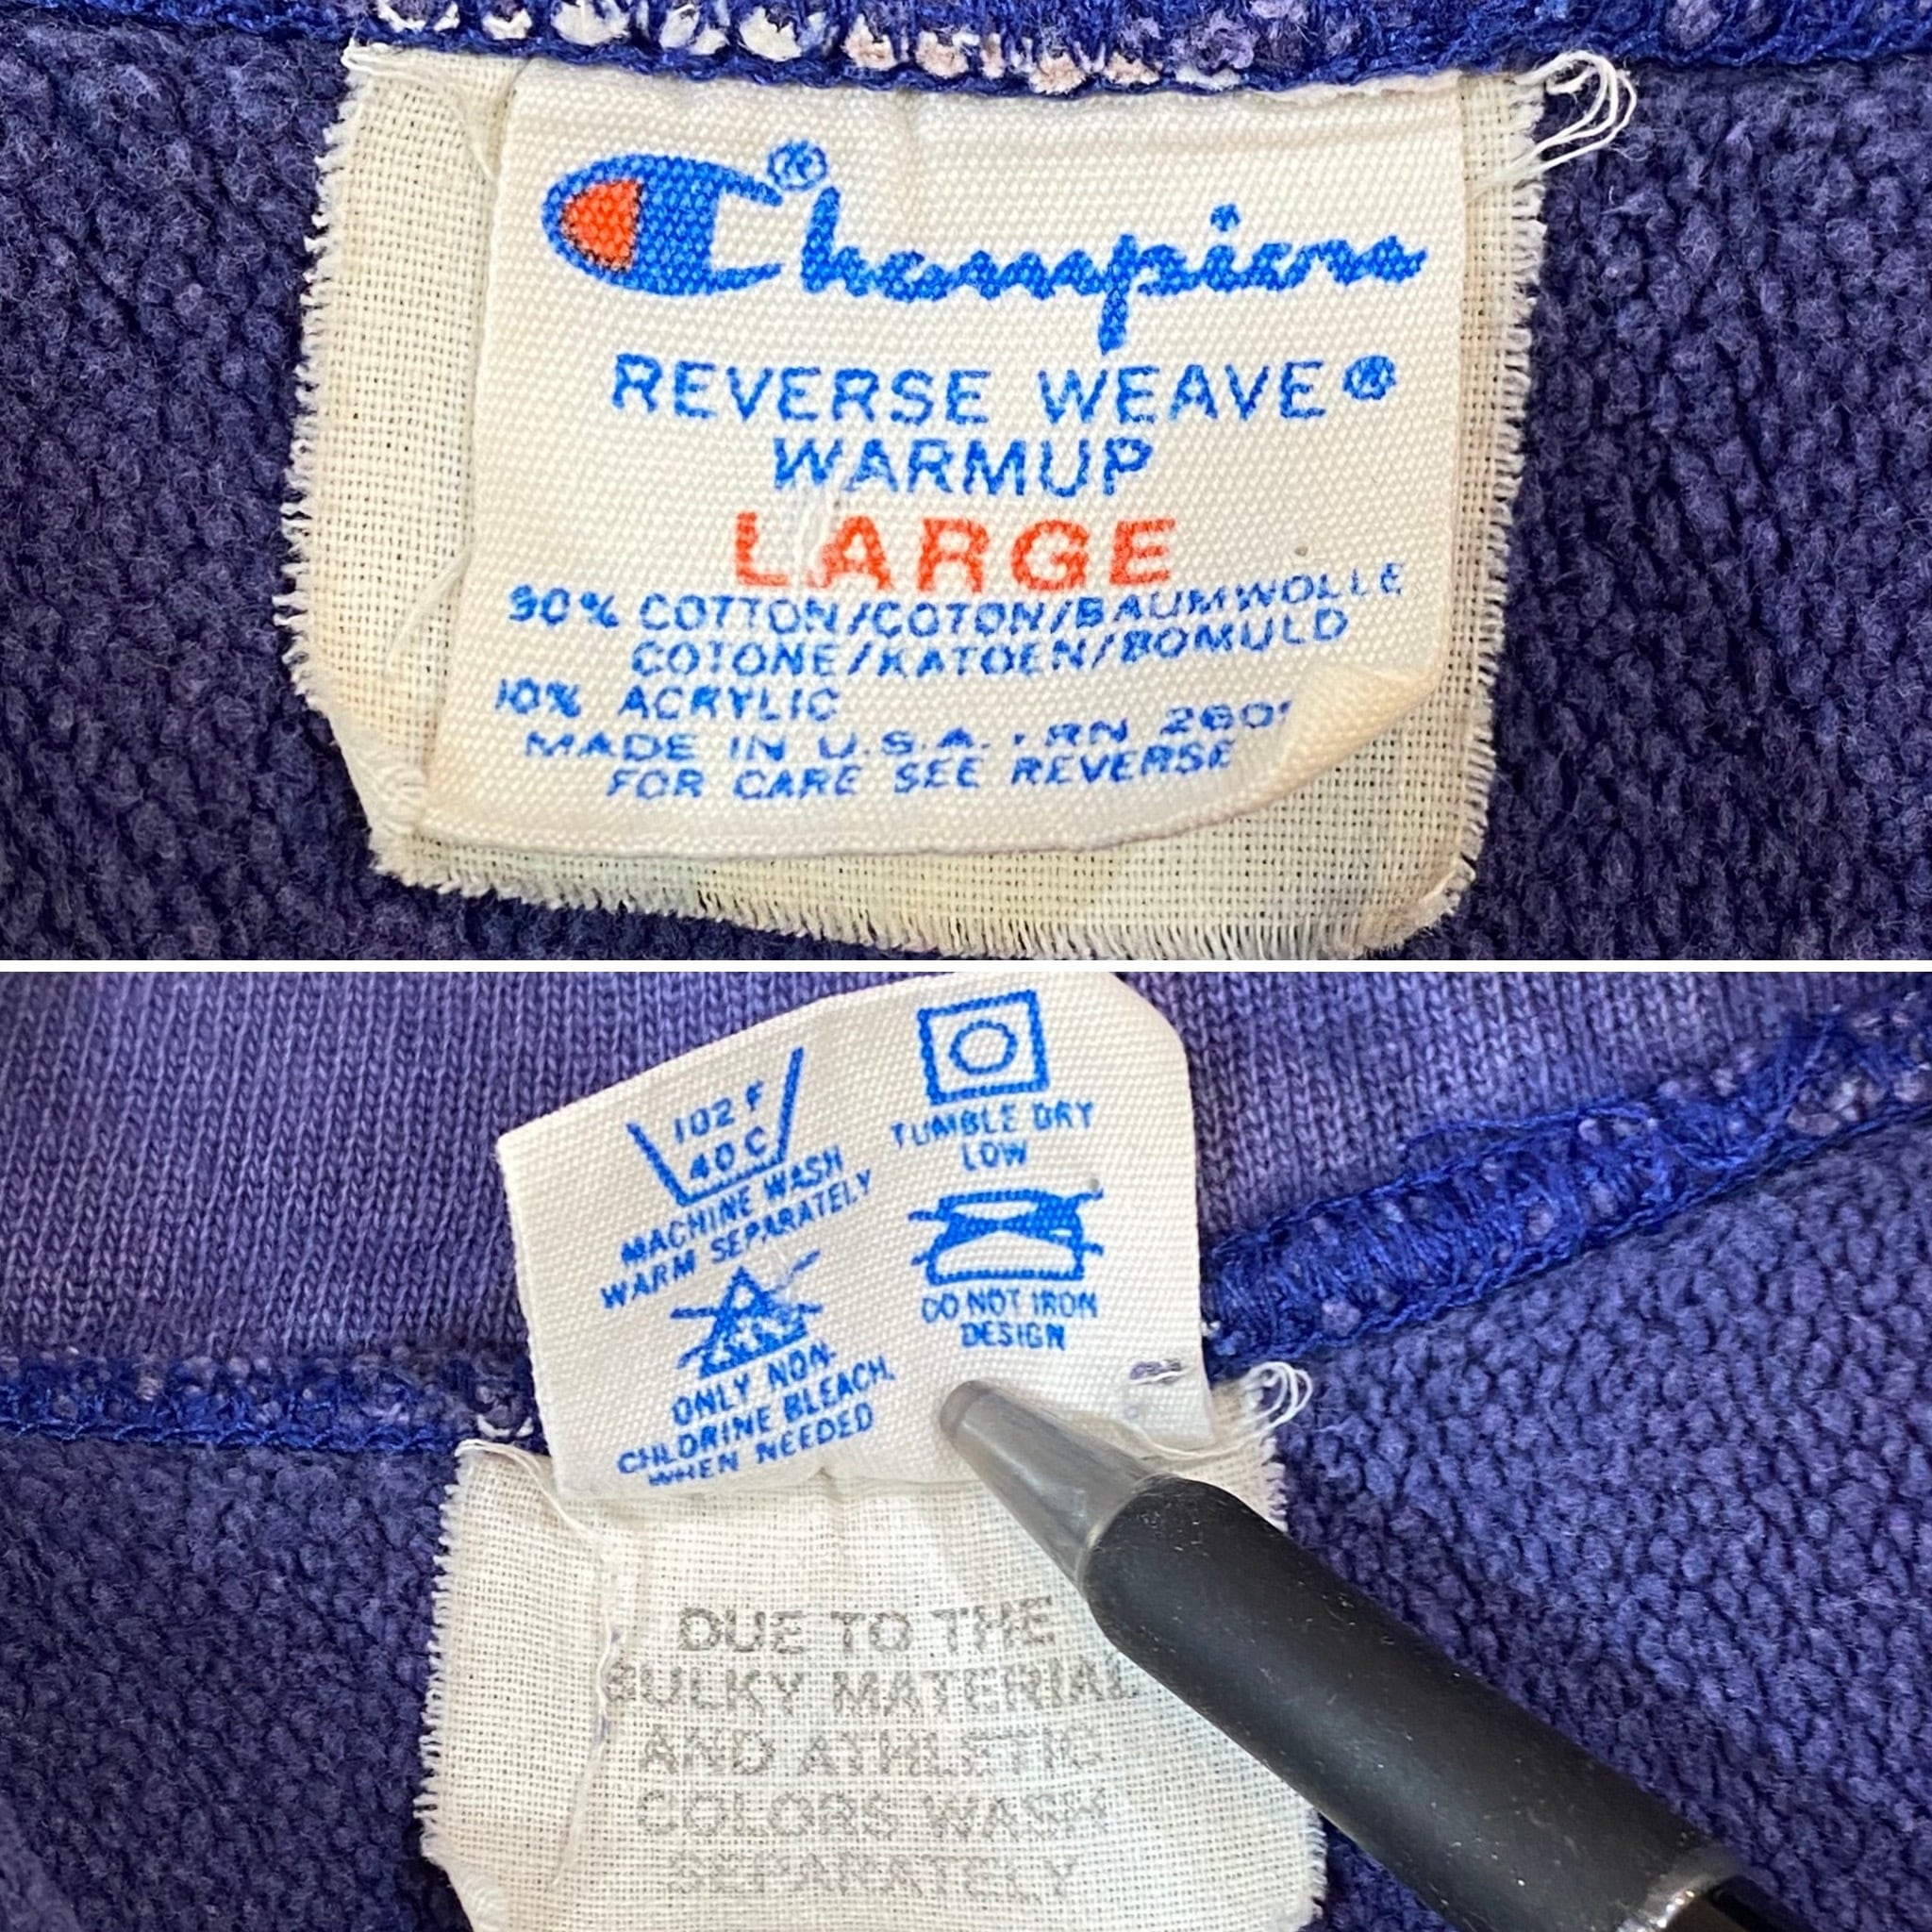 Champion®
REVERSE WEAVE®
WARMUP
LARGE
90% COTTON/COTON/BAUMWOLLE
COTONE/KATOEN/BOMULD
10% ACRYLIC
MADE IN U.S.A. · RN
FOR CARE SEE REVERSE
102 F
40 C
MACHINE WASH
WARM SEPARATELY
ONLY NON-
CHLORINE BLEACH.
WHEN NEEDED
TUMBLE DRY
LOW
DO NOT IRON
DESIGN
DUE TO THE
BULKY MATERIAL
AND ATHLETIC
COLORS WASH
SEPARATELY